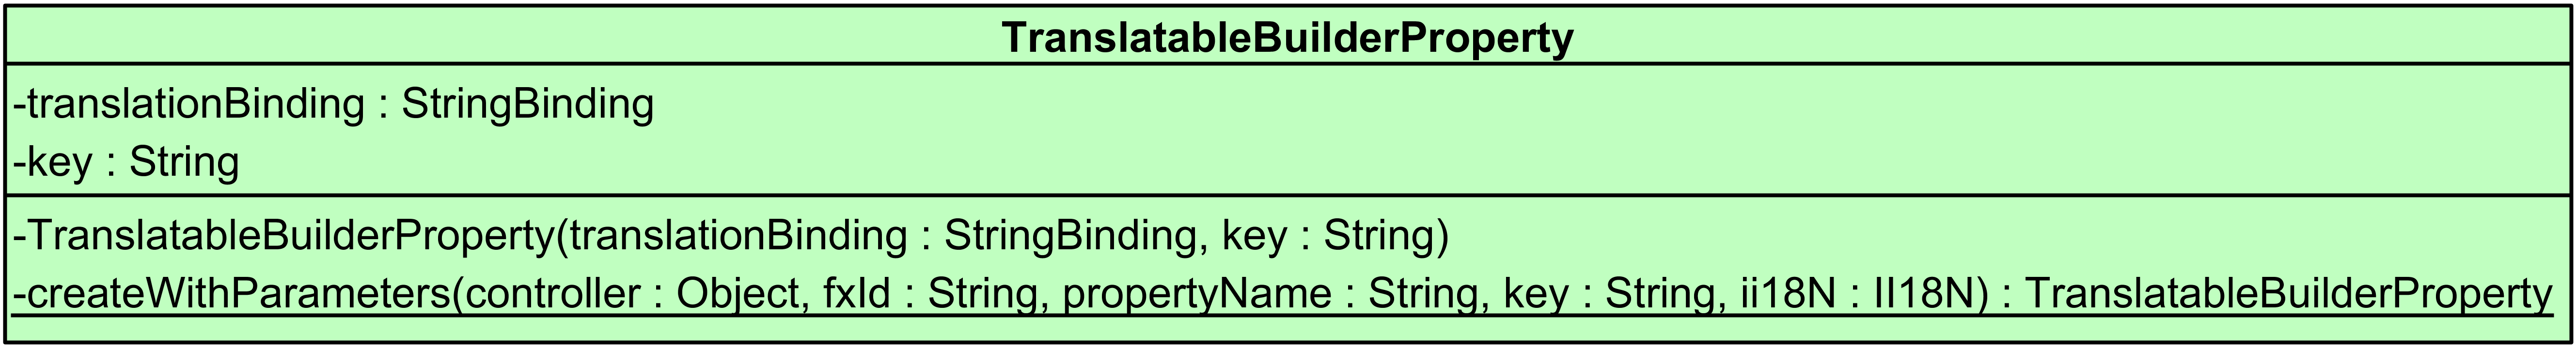 TranslatableBuilderProperty
-translationBinding : StringBinding
-key : String
-TranslatableBuilderProperty(translationBinding : StringBinding, key : String)
-createWithParameters(controller : Object, fxId : String, propertyName : String, key : String, ii18N : II18N) : TranslatableBuilderProperty